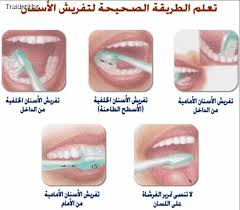 Traidnt
تعلم الطريقة الصحيحة لتفريش الأسنان
تفريش الأسنان الأمامية
من الداخل
تفريش الأسنان الخلفية
(الأسطح الطاحنة)
تفريش الأسنان الخلفية
من الداخل
لا تنسى تمرير الفرشاة
على اللسان
تفريش الأسنان الأمامية
من الأمام